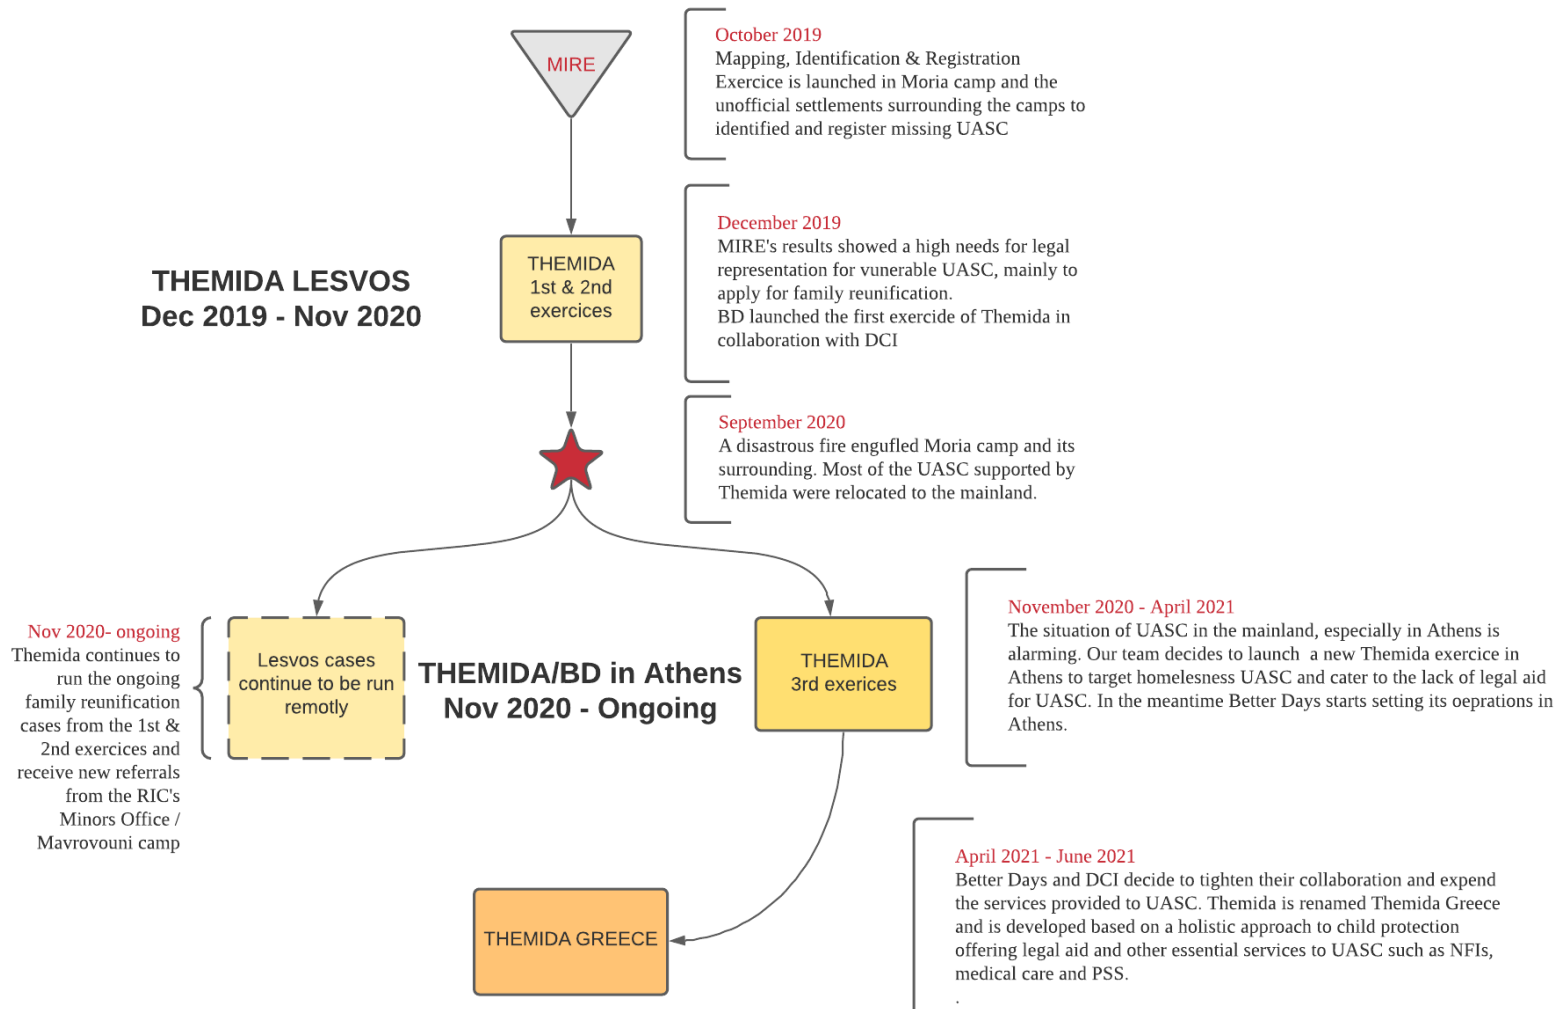 MIRE
October 2019
Mapping, Identification & Registration
Exercice is launched in Moria camp and the
unofficial settlements surrounding the camps to
identified and register missing UASC
THEMIDA LESVOS
Dec 2019 - Nov 2020
THEMIDA
1st & 2nd
exercices
December 2019
MIRE's results showed a high needs for legal
representation for vunerable UASC, mainly to
apply for family reunification.
BD launched the first exercide of Themida in
collaboration with DCI
September 2020
A disastrous fire engufled Moria camp and its
surrounding. Most of the UASC supported by
Themida were relocated to the mainland.
Nov 2020- ongoing
Themida continues to
run the ongoing
family reunification
cases from the 1st &
2nd exercices and
receive new referrals
from the RIC's
Minors Office /
Mavrovouni camp
Lesvos cases
continue to be run
remotly
THEMIDA/BD in Athens
Nov 2020 - Ongoing
THEMIDA
3rd exerices
November 2020 - April 2021
The situation of UASC in the mainland, especially in Athens is
alarming. Our team decides to launch  a new Themida exercice in
Athens to target homelesness UASC and cater to the lack of legal aid
for UASC. In the meantime Better Days starts setting its oeprations in
Athens.
THEMIDA GREECE
April 2021 - June 2021
Better Days and DCI decide to tighten their collaboration and expend
the services provided to UASC. Themida is renamed Themida Greece
and is developed based on a holistic approach to child protection
offering legal aid and other essential services to UASC such as NFIs,
medical care and PSS.
.